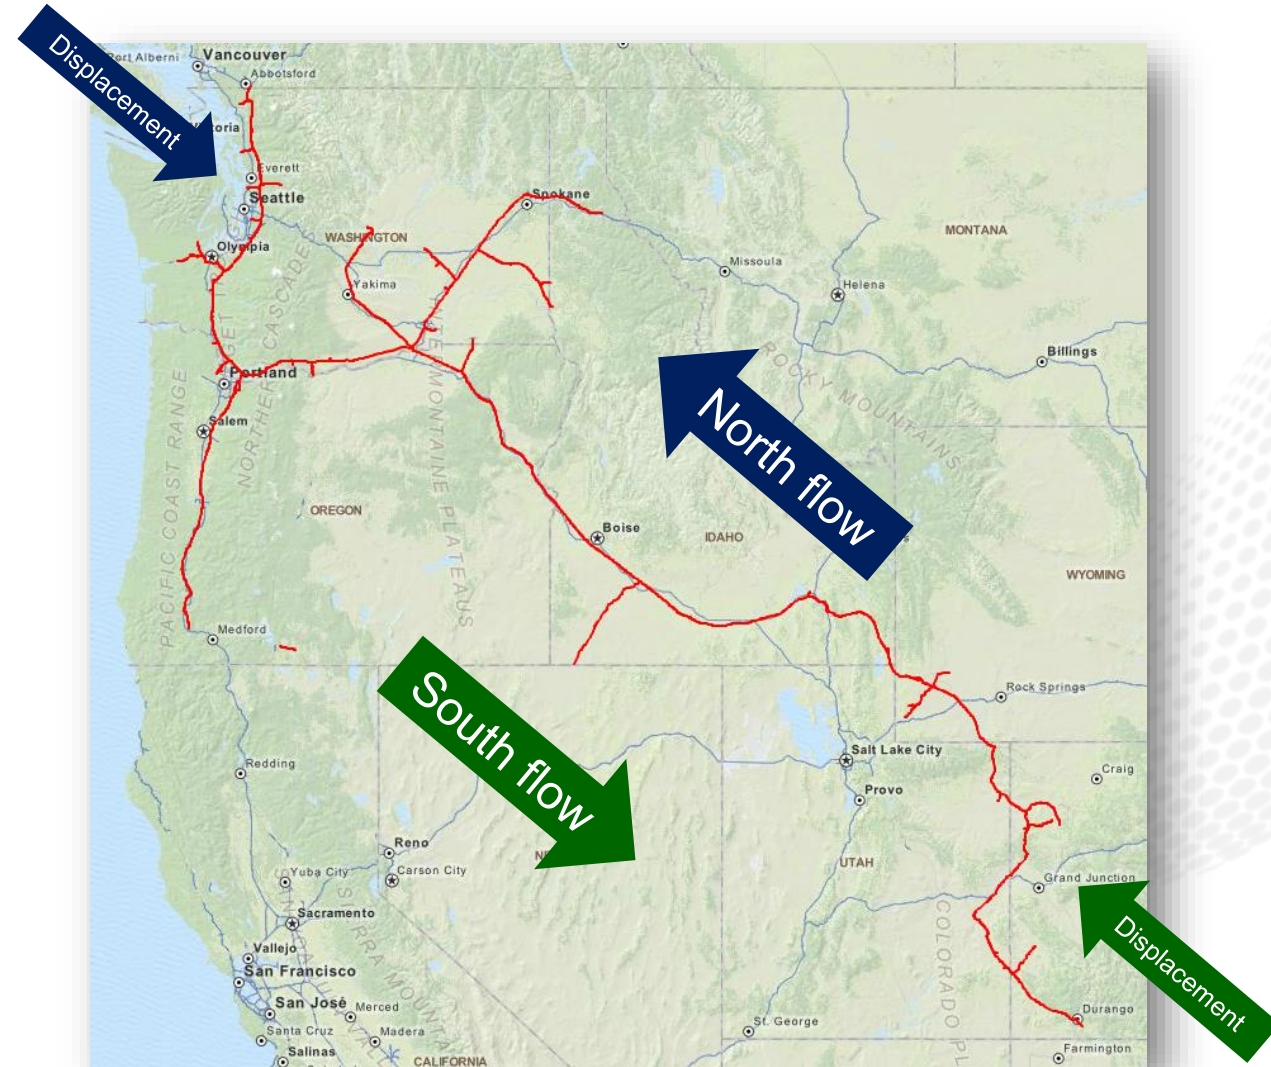 Displacement
Port Alberni
Vancouver
Abbotsford
Everett
Seattle
Spokane
WASHINGTON
MONTANA
Olympia
Missoula
Yakima
Helena
Billings
Portland
ROCKY MOUNTAINS
North flow
Salem
PACIFIC COAST RANGE
OREGON
Boise
IDAHO
WYOMING
Medford
South flow
Rock Springs
Salt Lake City
Redding
Craig
Provo
Reno
UTAH
Carson City
Yuba City
Grand Junction
Sacramento
Displacement
Vallejo
San Francisco
San José
Merced
Durango
St. George
Santa Cruz
Madera
Farmington
Salinas
CALIFORNIA